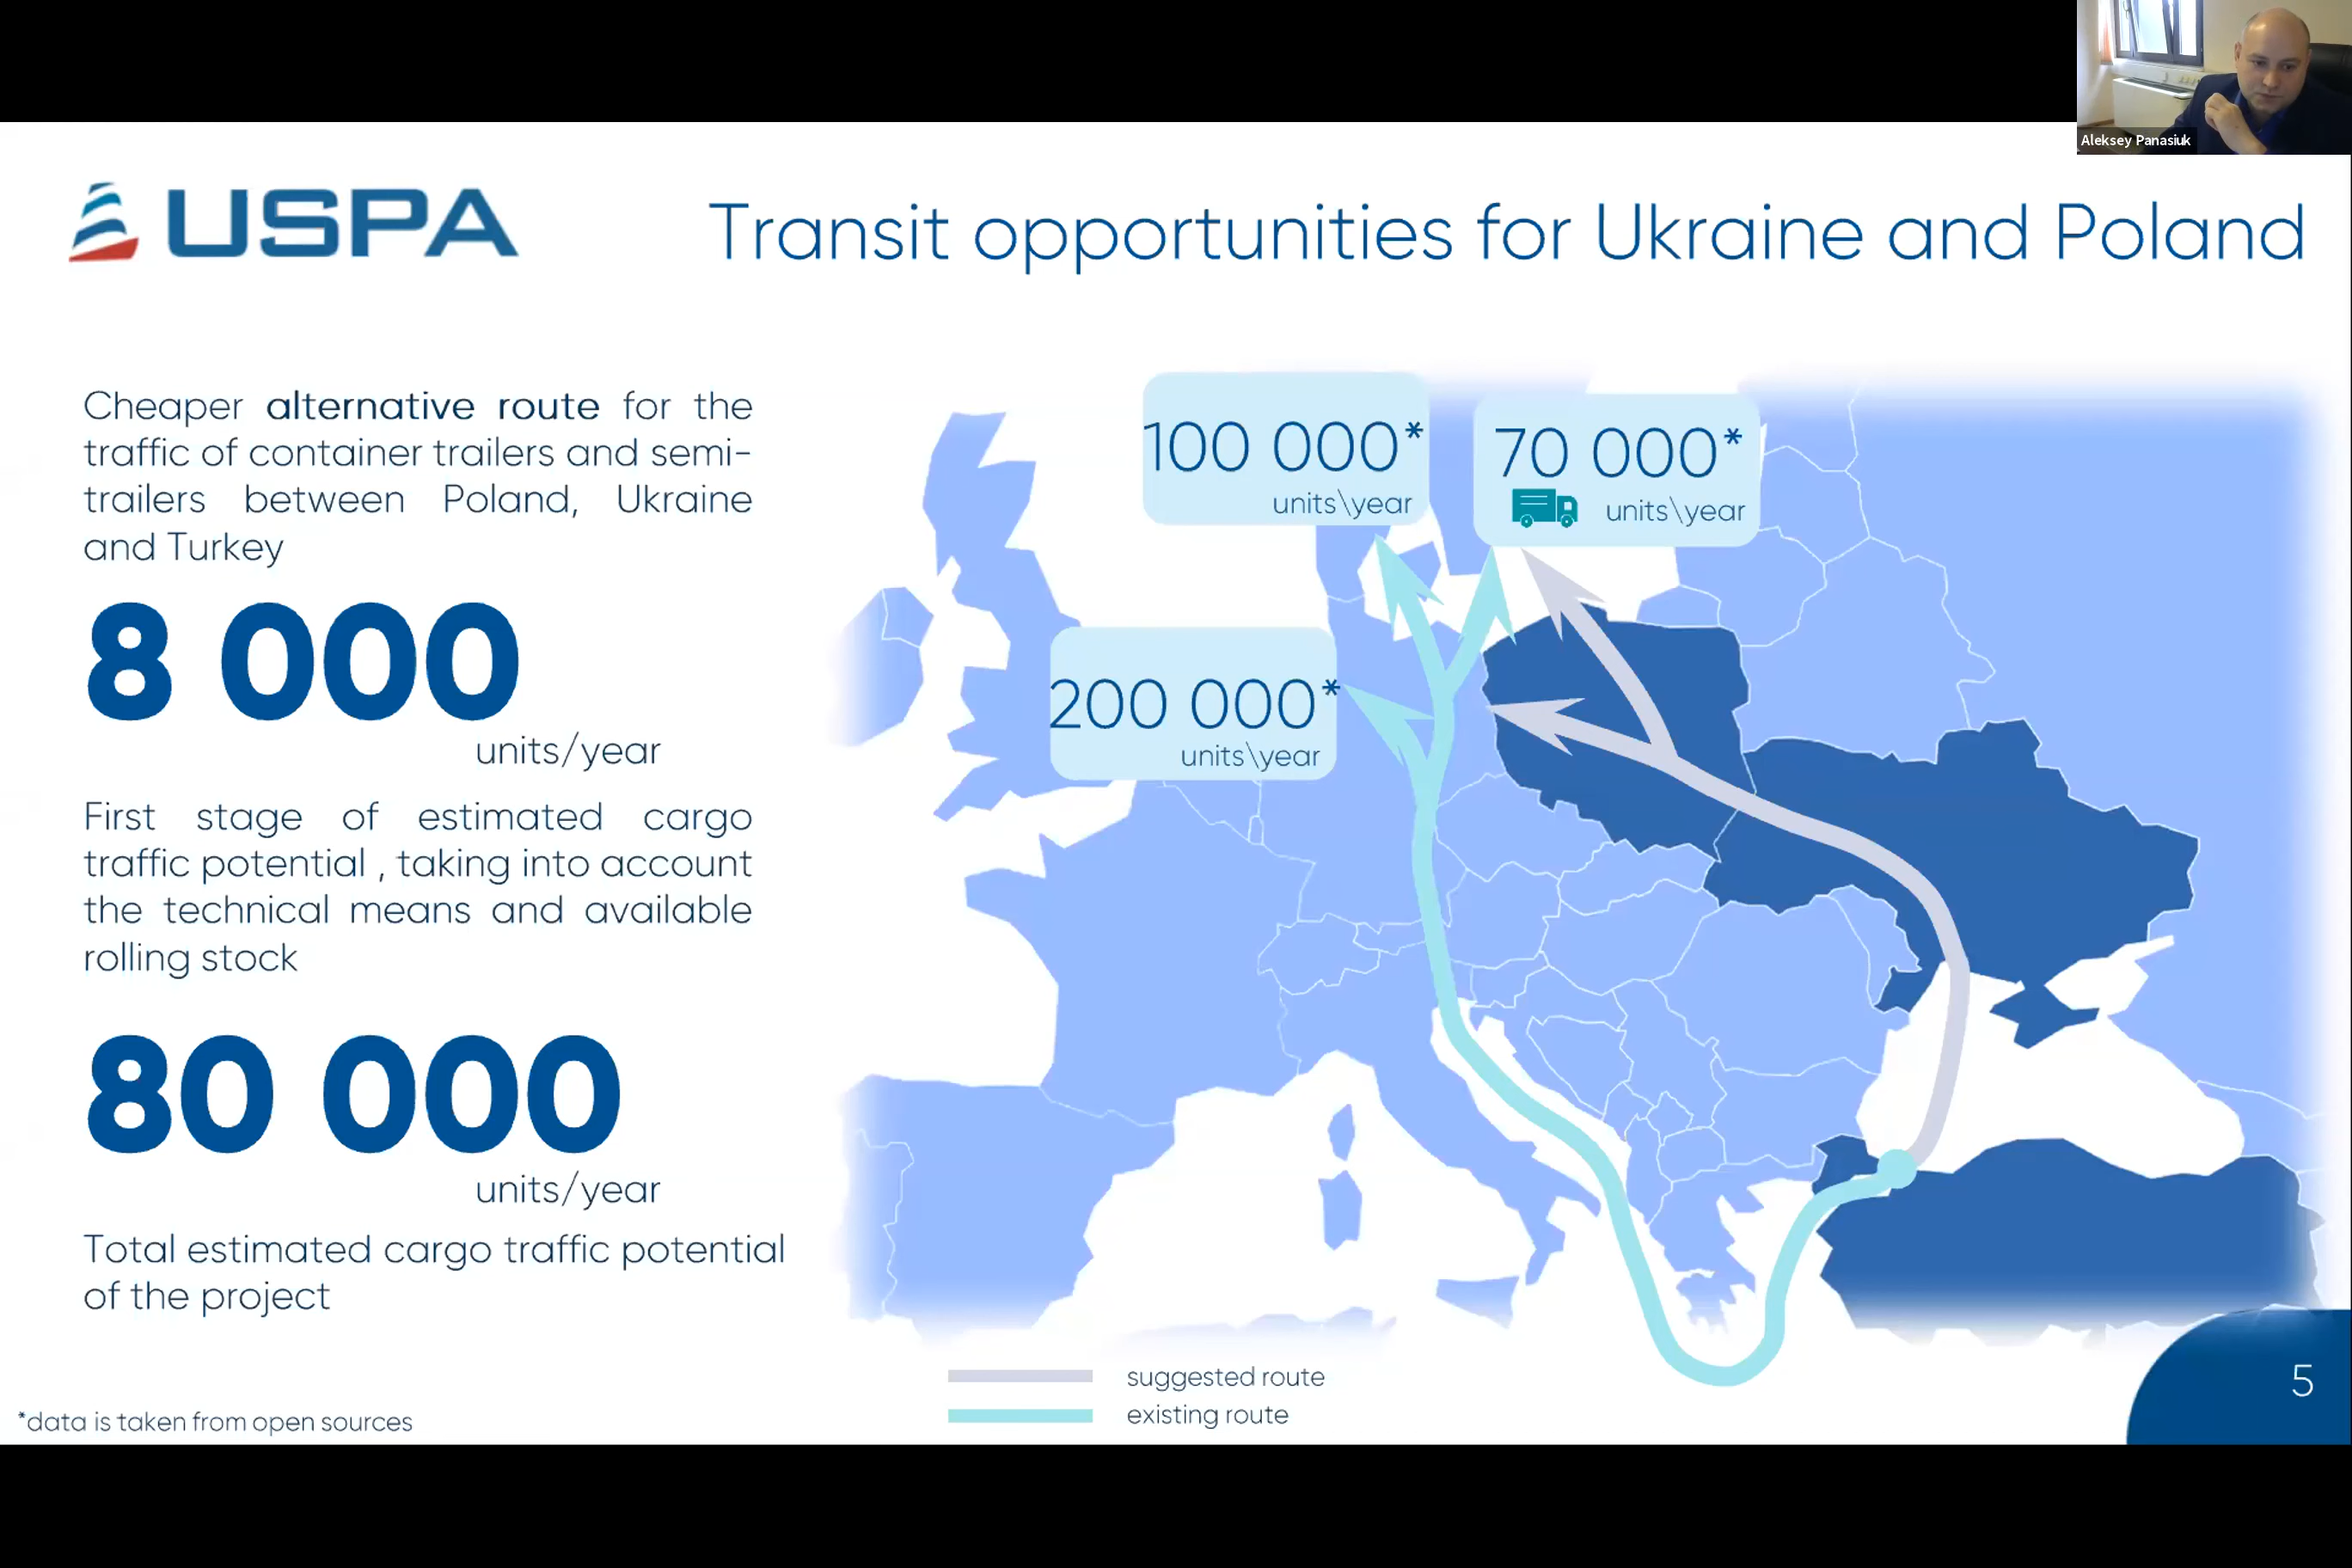 Aleksey Panasiuk
USPA
Transit opportunities for Ukraine and Poland
Cheaper alternative route for the
traffic of container trailers and semi-
trailers between Poland, Ukraine
and Turkey
8 000
units/year
First stage of estimated cargo
traffic potential , taking into account
the technical means and available
rolling stock
80 000
units/year
Total estimated cargo traffic potential
of the project
*data is taken from open sources
100 000*
units\year
70 000*
units\year
200 000*
units\year
suggested route
existing route
5